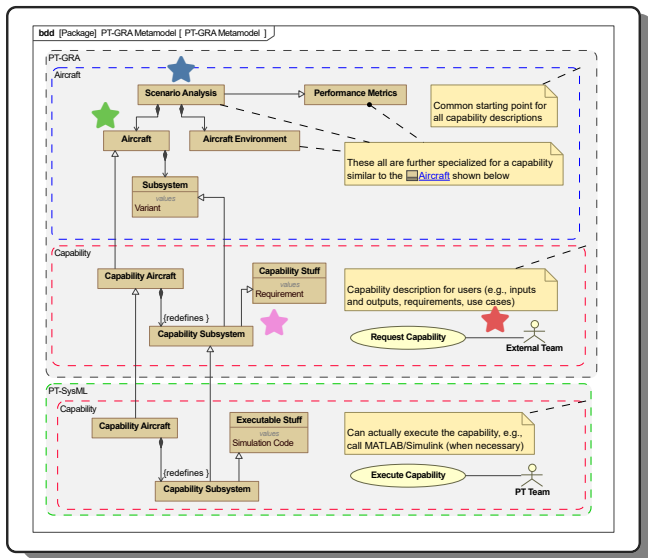 bdd [Package] PT-GRA Metamodel [ PT-GRA Metamodel ]
PT-GRA
Aircraft
Scenario Analysis
Performance Metrics
Common starting point for
all capability descriptions
Aircraft
Aircraft Environment
These all are further specialized for a capability
similar to the Aircraft shown below
Subsystem
values
Variant
Capability
Capability Aircraft
Capability Stuff
values
Requirement
Capability description for users (e.g., inputs
and outputs, requirements, use cases)
{redefines }
Capability Subsystem
Request Capability
External Team
PT-SysML
Capability
Capability Aircraft
Executable Stuff
values
Simulation Code
Can actually execute the capability, e.g.,
call MATLAB/Simulink (when necessary)
{redefines }
Capability Subsystem
Execute Capability
PT Team